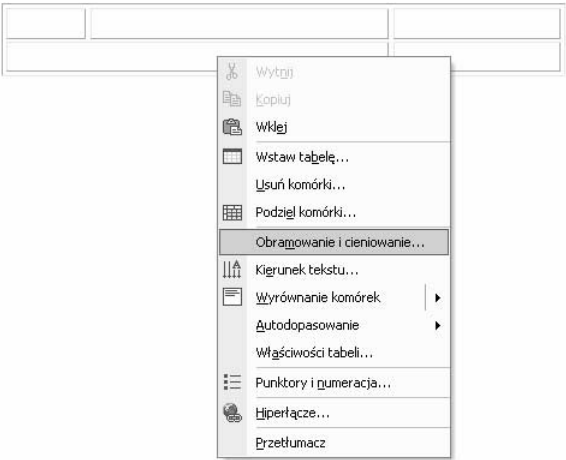 Wytnij
Kopiuj
Wklej
Wstaw tabelę...
Usuń komórki...
Podziel komórki...
Obramowanie i cieniowanie...
Kierunek tekstu...
Wyrównanie komórek
Autodopasowanie
Właściwości tabeli...
Punktory i numeracja...
Hiperłącze...
Przetłumacz